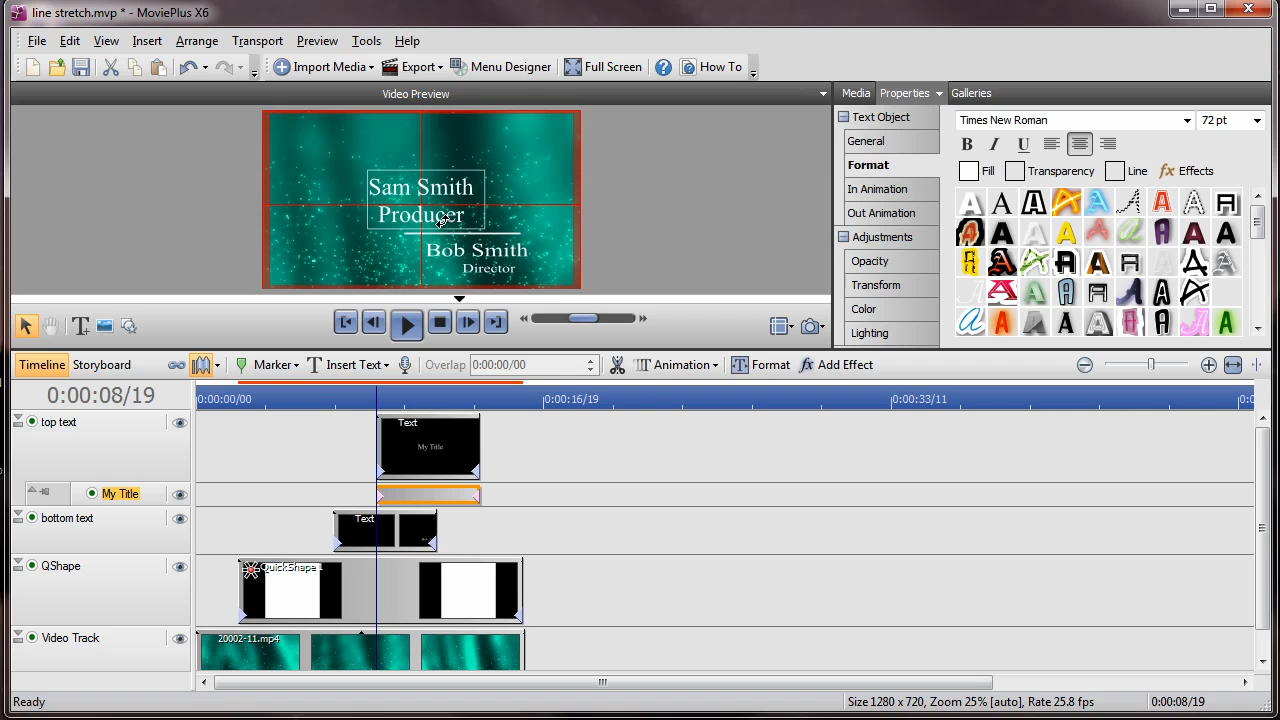 line stretch.mvp * - MoviePlus X6
File Edit View Insert Arrange Transport Preview Tools Help
Import Media Export Menu Designer Full Screen How To
Video Preview
Media Properties Galleries
Sam Smith
Producer
Bob Smith
Director
Text Object
General
Format
In Animation
Out Animation
Adjustments
Opacity
Transform
Color
Lighting
Times New Roman 72 pt
B I U
Fill Transparency Line fx Effects
Timeline Storyboard Marker Insert Text Overlap 0:00:00/00 Animation Format Add Effect
0:00:08/19 0:00:00/00 0:00:16/19 0:00:33/11
top text Text
My Title
My Title
bottom text Text
QShape QuickShape 1
Video Track 20002-11.mp4
Ready Size 1280 x 720, Zoom 25% [auto], Rate 25.8 fps 0:00:08/19